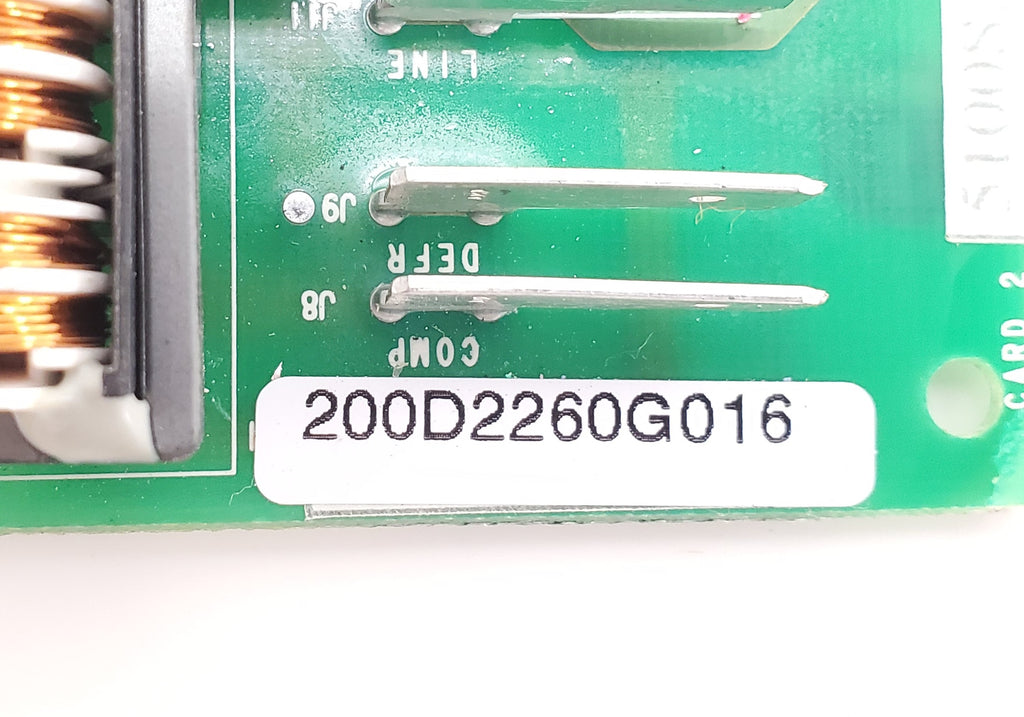 J11
LINE
J9
DEFR
J8
COMP
200D2260G016
CARD 2